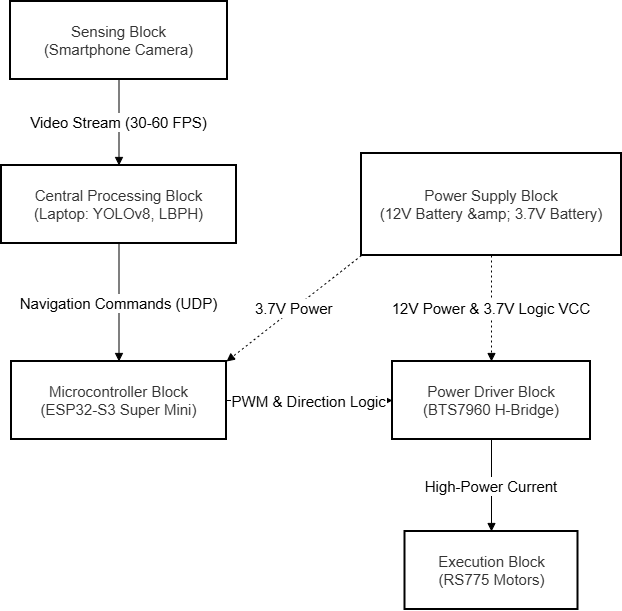 Sensing Block
(Smartphone Camera)
Video Stream (30-60 FPS)
Central Processing Block
(Laptop: YOLOv8, LBPH)
Power Supply Block
(12V Battery &amp; 3.7V Battery)
Navigation Commands (UDP)
3.7V Power
12V Power & 3.7V Logic VCC
Microcontroller Block
(ESP32-S3 Super Mini)
PWM & Direction Logic
Power Driver Block
(BTS7960 H-Bridge)
High-Power Current
Execution Block
(RS775 Motors)